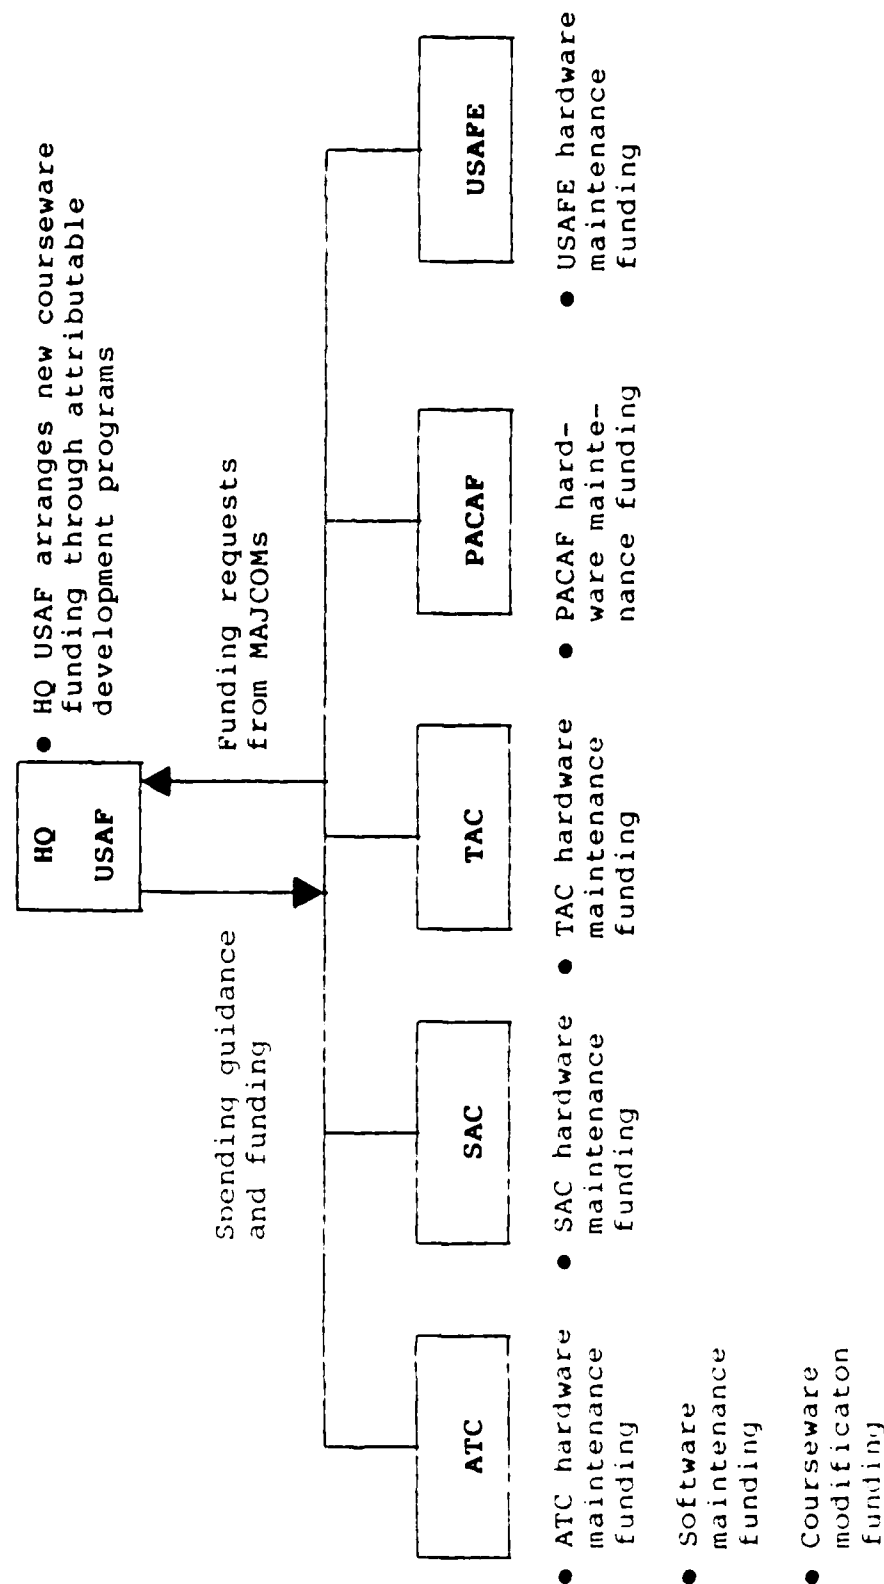 HQ
USAF
● HQ USAF arranges new courseware
funding through attributable
development programs
Spending guidance
and funding
Funding requests
from MAJCOMs
ATC
SAC
TAC
PACAF
USAFE
● ATC hardware
maintenance
funding
● Software
maintenance
funding
● Courseware
modificaton
funding
● SAC hardware
maintenance
funding
● TAC hardware
maintenance
funding
● PACAF hard-
ware mainte-
nance funding
● USAFE hardware
maintenance
funding